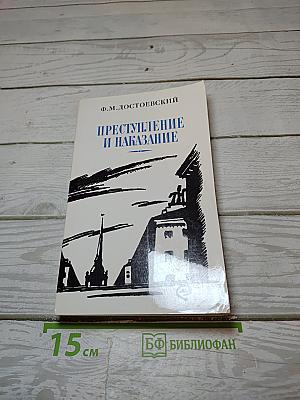 Ф.М.ДОСТОЕВСКИЙ
ПРЕСТУПЛЕНИЕ
И НАКАЗАНИЕ
15 см
БФ БИБЛИОФАН